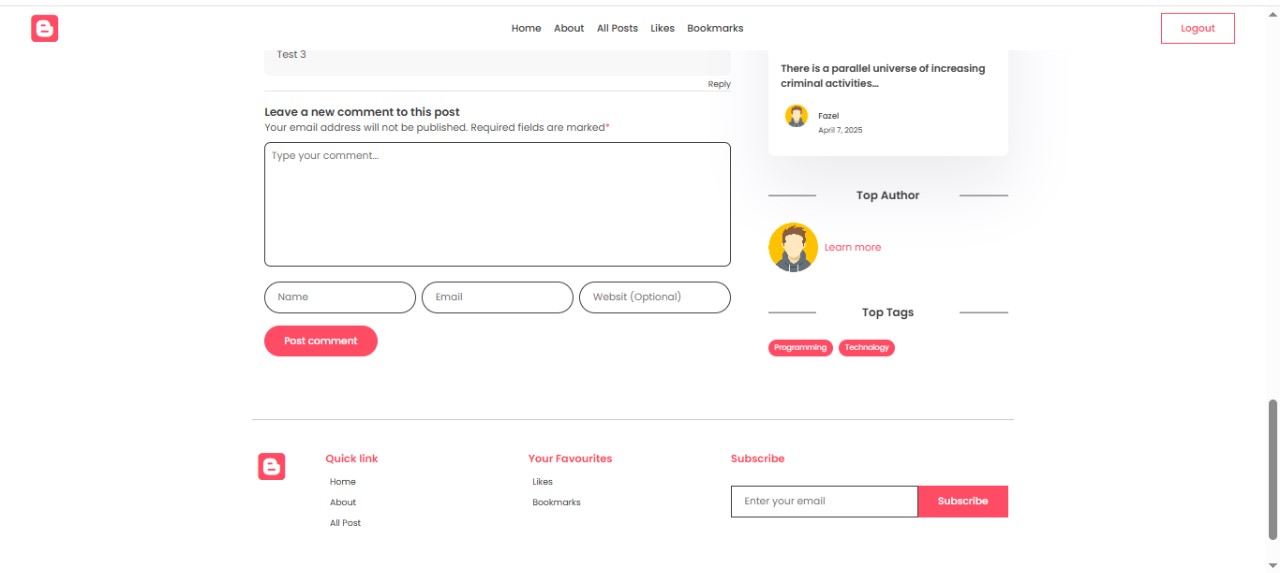 Home About All Posts Likes Bookmarks
Logout
Test 3
Reply
Leave a new comment to this post
Your email address will not be published. Required fields are marked*
Type your comment...
Name
Email
Websit (Optional)
Post comment
There is a parallel universe of increasing
criminal activities...
Fazel
April 7, 2025
Top Author
Learn more
Top Tags
Programming Technology
Quick link
Home
About
All Post
Your Favourites
Likes
Bookmarks
Subscribe
Enter your email
Subscribe